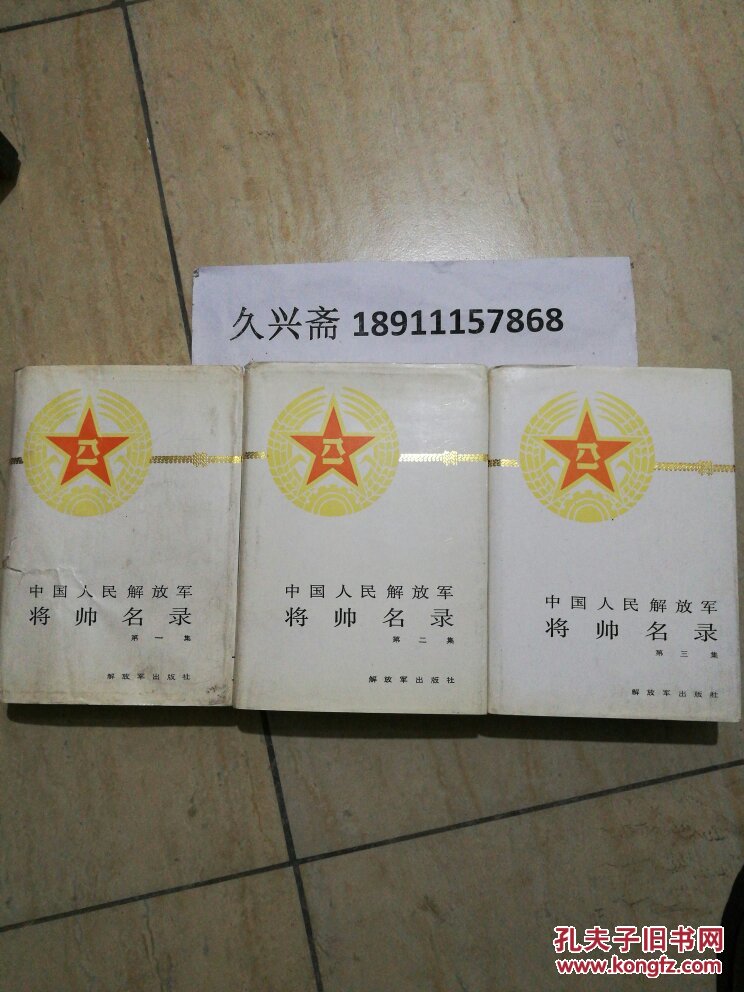 久兴斋 18911157868
中国人民解放军
将帅名录
第一集
解放军出版社
中国人民解放军
将帅名录
第二集
解放军出版社
中国人民解放军
将帅名录
第三集
解放军出版社
孔夫子旧书网
www.kongfz.com